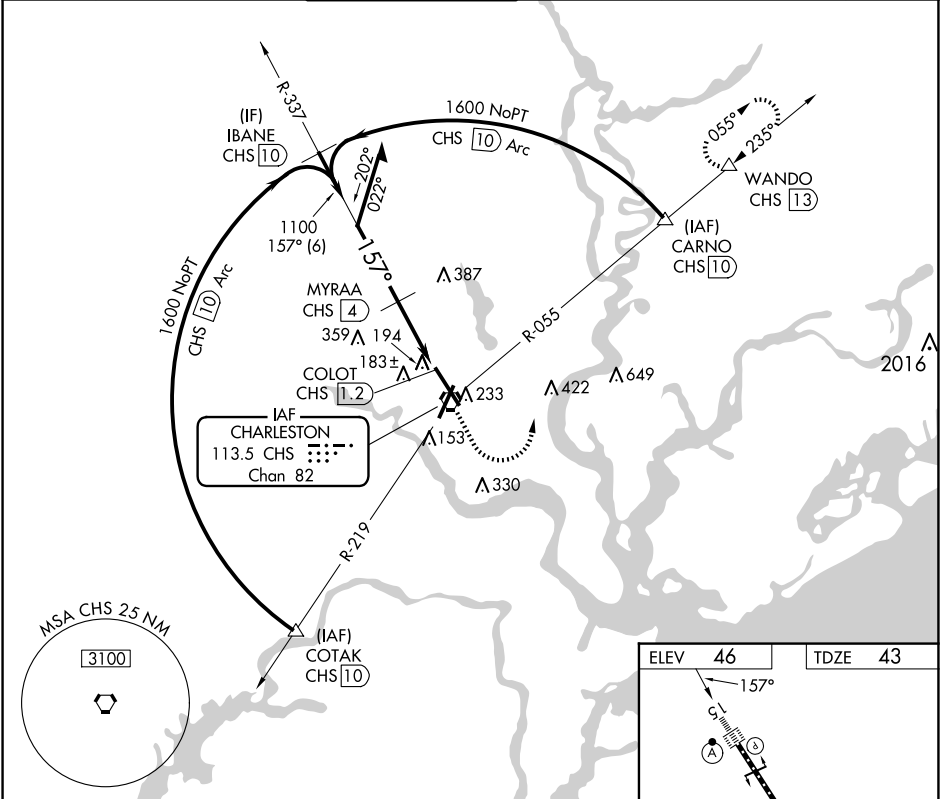 R-337
(IF)
IBANE
CHS 10
1600 NoPT
CHS 10 Arc
055°
235°
WANDO
CHS 13
202°
022°
1100
157° (6)
(IAF)
CARNO
CHS 10
157°
387
MYRAA
CHS 4
R-055
1600 NoPT
CHS 10 Arc
359 194
183±
2016
COLOT
CHS 1.2
233
422
649
IAF
CHARLESTON
113.5 CHS
Chan 82
153
330
R-219
MSA CHS 25 NM
3100
(IAF)
COTAK
CHS 10
ELEV 46
TDZE 43
157°
15
A
P